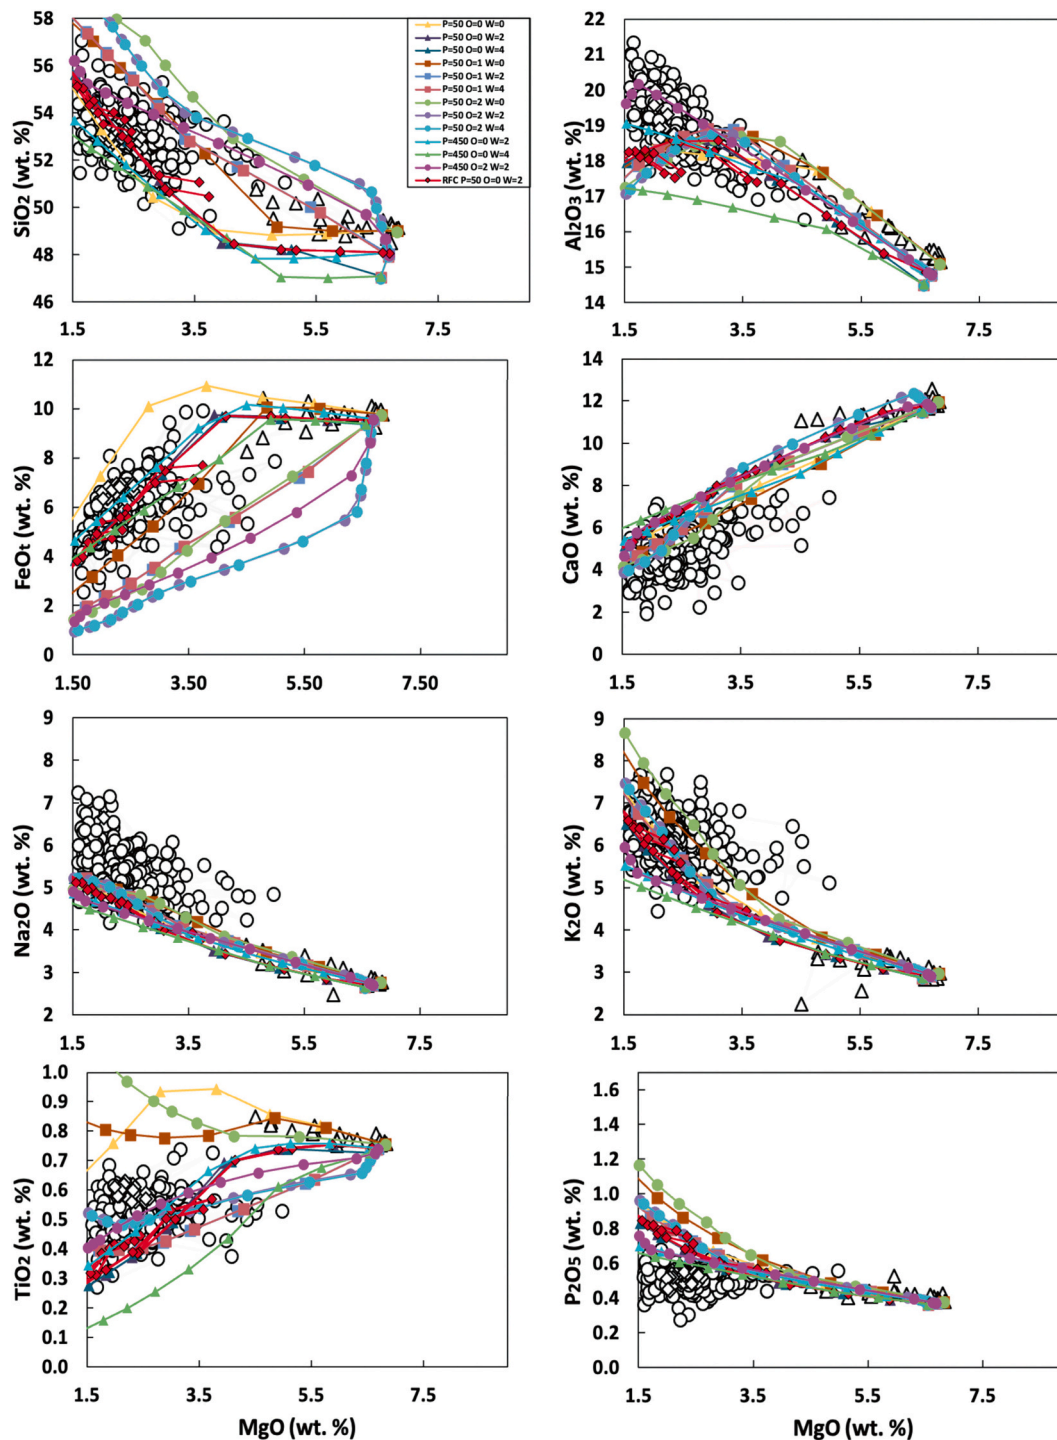 58
56
54
52
50
48
46
SiO2 (wt. %)
1.5 3.5 5.5 7.5
P=50 O=0 W=0
P=50 O=0 W=2
P=50 O=0 W=4
P=50 O=1 W=0
P=50 O=1 W=2
P=50 O=1 W=4
P=50 O=2 W=0
P=50 O=2 W=2
P=50 O=2 W=4
P=450 O=0 W=2
P=450 O=0 W=4
P=450 O=2 W=2
RFC P=50 O=0 W=2
22
21
20
19
18
17
16
15
14
Al2O3 (wt. %)
1.5 3.5 5.5 7.5
12
10
8
6
4
2
0
FeOt (wt. %)
1.50 3.50 5.50 7.50
14
12
10
8
6
4
2
0
CaO (wt. %)
1.5 3.5 5.5 7.5
9
8
7
6
5
4
3
2
Na2O (wt. %)
1.5 3.5 5.5 7.5
9
8
7
6
5
4
3
2
K2O (wt. %)
1.5 3.5 5.5 7.5
1.0
0.9
0.8
0.7
0.6
0.5
0.4
0.3
0.2
0.1
0.0
TiO2 (wt. %)
1.5 3.5 5.5 7.5
MgO (wt. %)
1.6
1.4
1.2
1.0
0.8
0.6
0.4
0.2
0.0
P2O5 (wt. %)
1.5 3.5 5.5 7.5
MgO (wt. %)